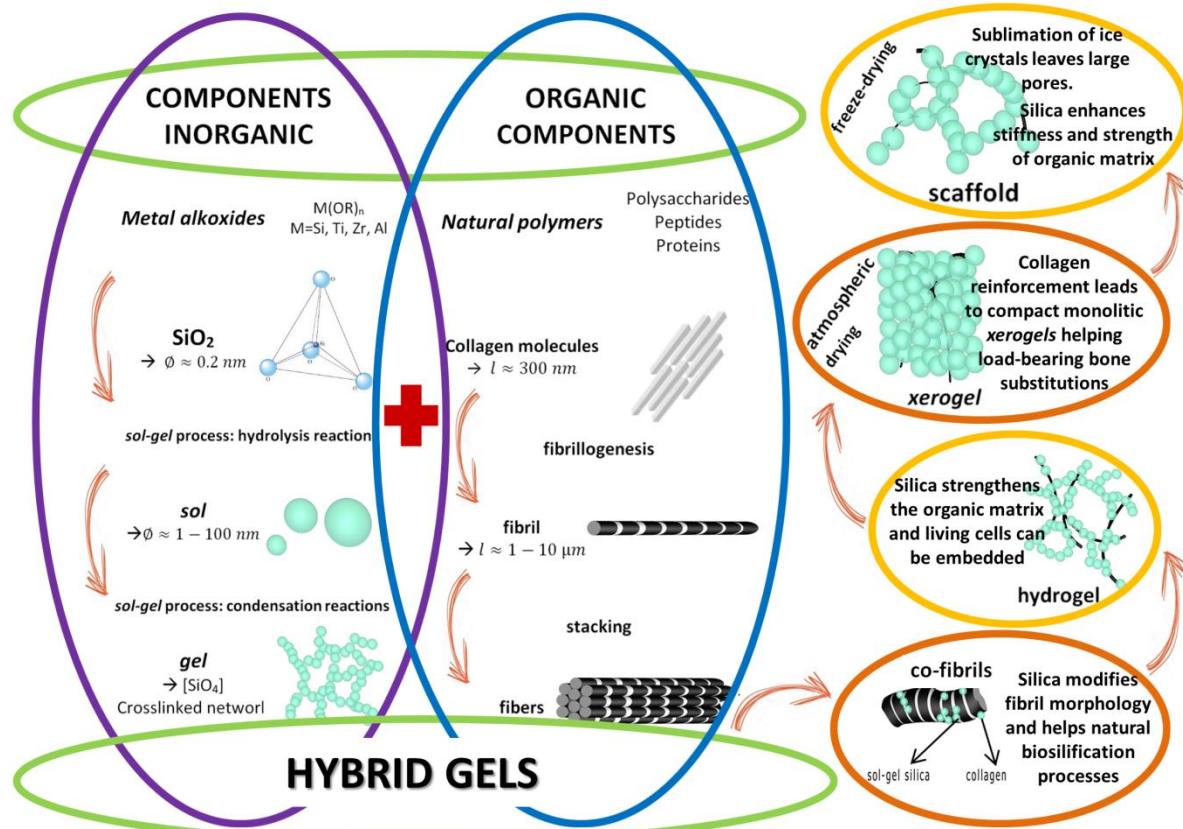 COMPONENTS
INORGANIC
Metal alkoxides
M(OR)n
M=Si, Ti, Zr, Al
SiO₂
→ Ø ≈ 0.2 nm
sol-gel process: hydrolysis reaction
sol
→Ø ≈ 1 − 100 nm
sol-gel process: condensation reactions
gel
→ [SiO₄]
Crosslinked networl
ORGANIC
COMPONENTS
Natural polymers
Polysaccharides
Peptides
Proteins
Collagen molecules
→ l ≈ 300 nm
fibrillogenesis
fibril
→ l ≈ 1 − 10 μm
stacking
fibers
HYBRID GELS
co-fibrils
sol-gel silica
collagen
Silica modifies
fibril morphology
and helps natural
biosilification
processes
Silica strengthens
the organic matrix
and living cells can
be embedded
hydrogel
atmospheric
drying
Collagen
reinforcement leads
to compact monolitic
xerogels helping
load-bearing bone
substitutions
xerogel
freeze-drying
Sublimation of ice
crystals leaves large
pores.
Silica enhances
stiffness and strength
of organic matrix
scaffold